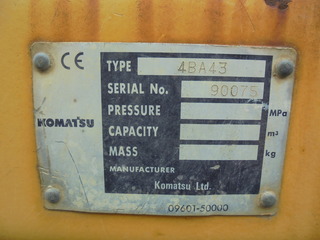 CE
TYPE 4BA43
SERIAL No. 90075
PRESSURE MPa
KOMATSU
CAPACITY m³
MASS kg
MANUFACTURER
Komatsu Ltd.
09601-50000